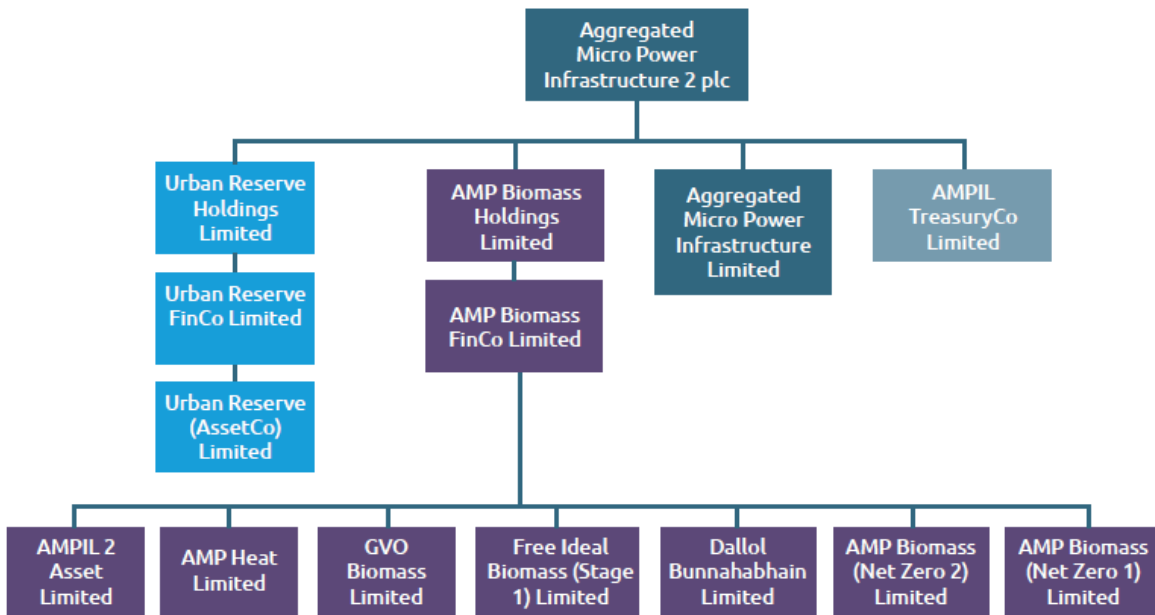 Aggregated
Micro Power
Infrastructure 2 plc
Urban Reserve
Holdings
Limited
AMP Biomass
Holdings
Limited
Aggregated
Micro Power
Infrastructure
Limited
AMPIL
TreasuryCo
Limited
Urban Reserve
FinCo Limited
AMP Biomass
FinCo Limited
Urban Reserve
(AssetCo)
Limited
AMPIL 2
Asset
Limited
AMP Heat
Limited
GVO
Biomass
Limited
Free Ideal
Biomass (Stage
1) Limited
Dallol
Bunnahabhain
Limited
AMP Biomass
(Net Zero 2)
Limited
AMP Biomass
(Net Zero 1)
Limited